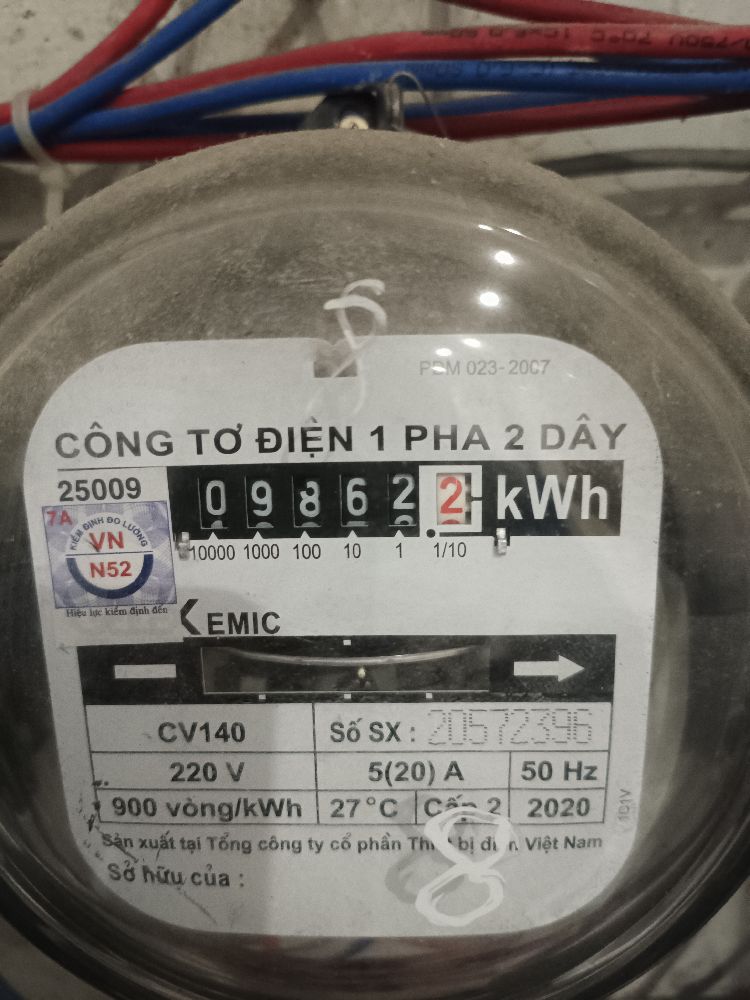 PDM 023-2007
CÔNG TƠ ĐIỆN 1 PHA 2 DÂY
25009
0 9 8 6 2 2 kWh
10000 1000 100 10 1 1/10
7A
KIỂM ĐỊNH ĐO LƯỜNG
VN
N52
Hiệu lực kiểm định đến
EMIC
CV140 Số SX : 20572396
220 V 5(20) A 50 Hz
900 vòng/kWh 27°C Cấp 2 2020
Sản xuất tại Tổng công ty cổ phần Thiết bị điện Việt Nam
Sở hữu của :
8